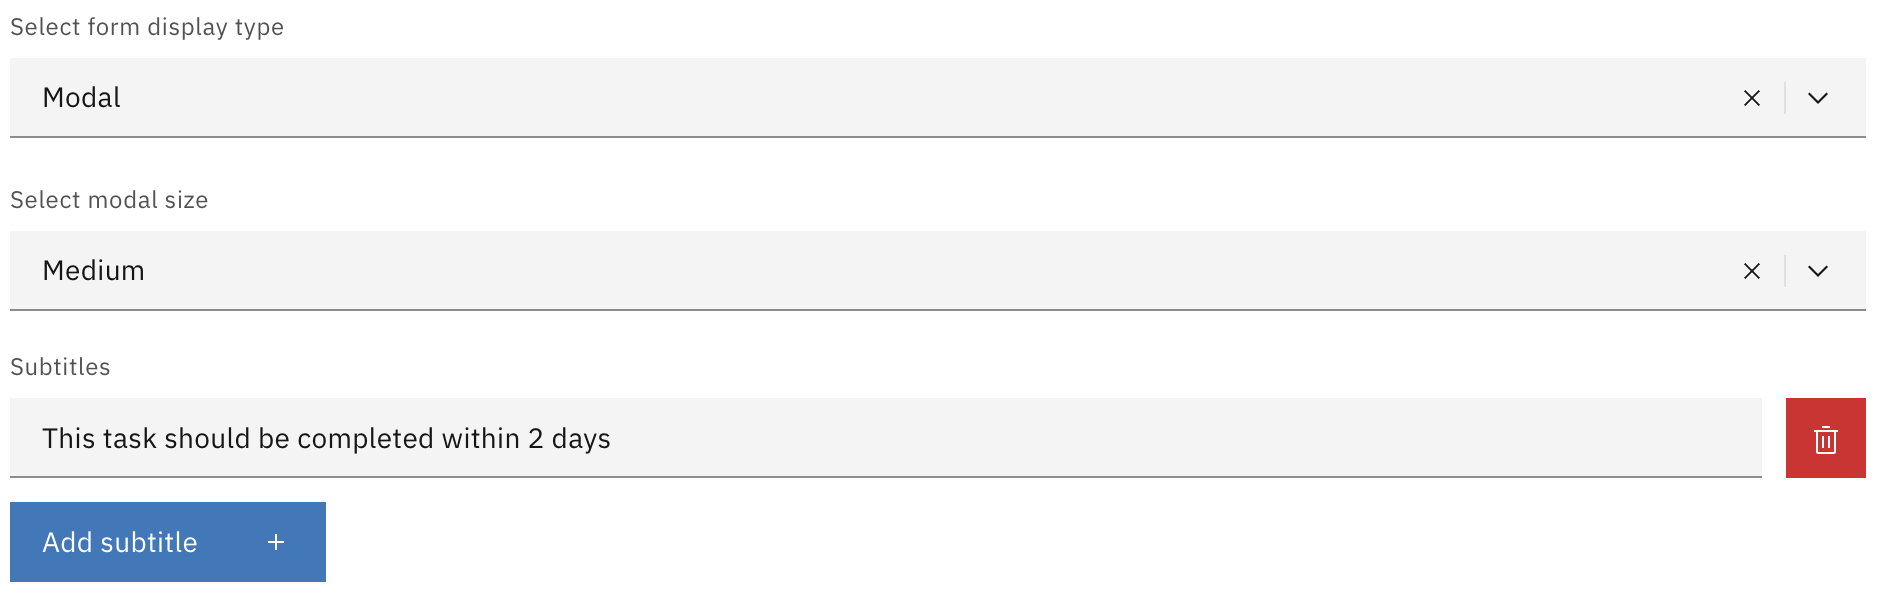 Select form display type
Modal
Select modal size
Medium
Subtitles
This task should be completed within 2 days
Add subtitle